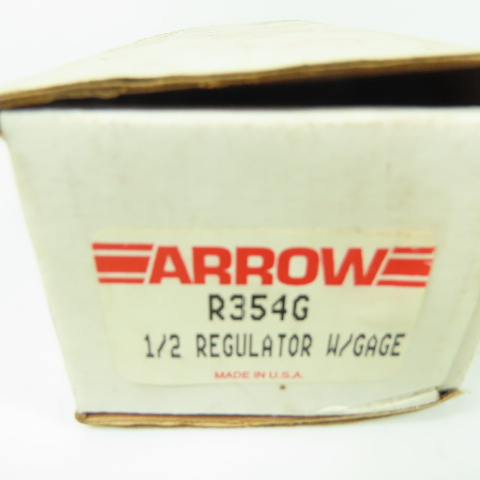 ARROW
R354G
1/2 REGULATOR W/GAGE
MADE IN U.S.A.